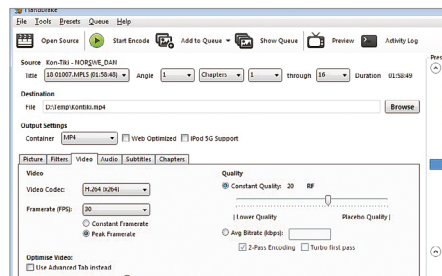 HandBrake
File Tools Presets Queue Help
Open Source Start Encode Add to Queue Show Queue Preview Activity Log
Source Kon-Tiki - NORSWE_DAN
Title 18 01007.MPLS (01:58:48) Angle 1 Chapters 1 through 16 Duration 01:58:49
Destination
File D:\Temp\Kontiio.mp4 Browse
Output Settings
Container MP4 Web Optimized iPod 5G Support
Picture Filters Video Audio Subtitles Chapters
Video Quality
Video Codec: H.264 (x264) Constant Quality: 20 RF
Framerate (FPS): 30
| Lower Quality Placebo Quality |
Constant Framerate
Peak Framerate Avg Bitrate (kbps):
2-Pass Encoding Turbo first pass
Optimise Video:
Use Advanced Tab instead